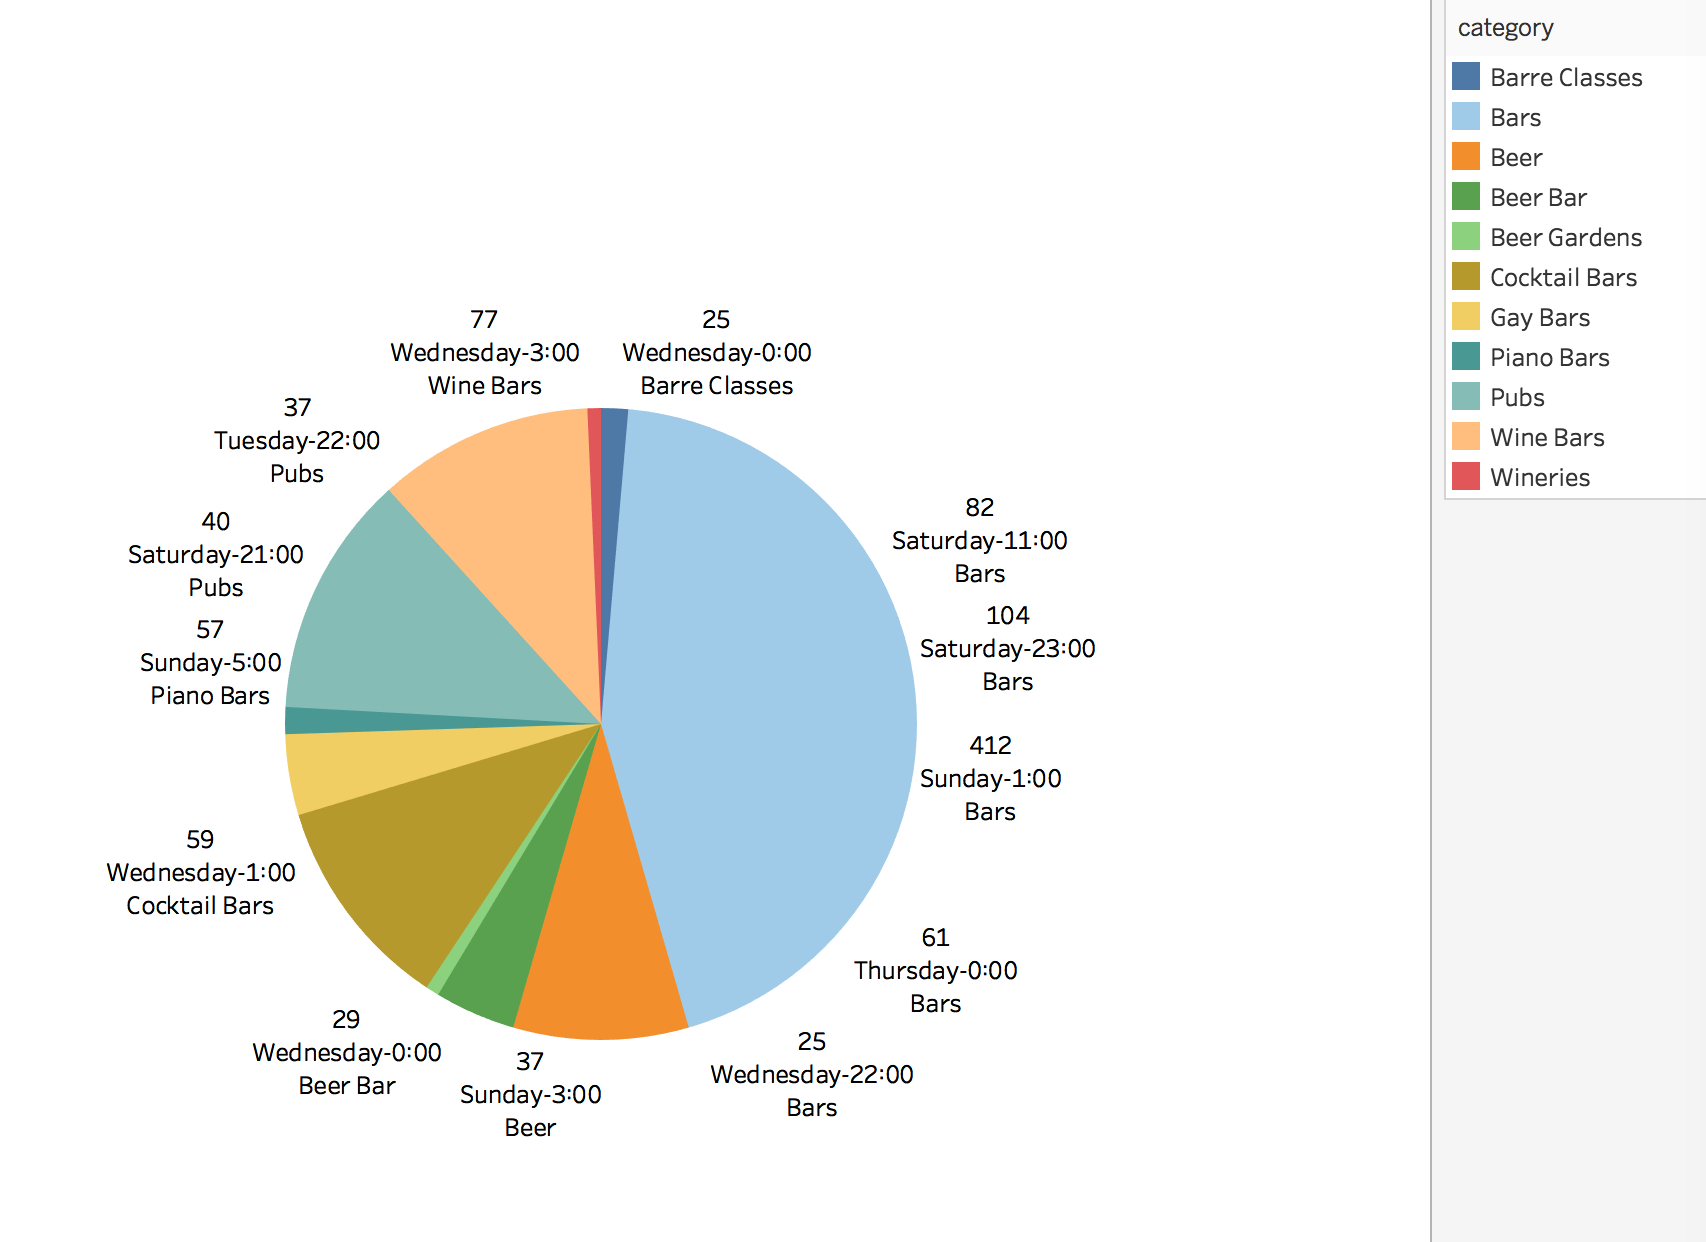 category
Barre Classes
Bars
Beer
Beer Bar
Beer Gardens
Cocktail Bars
Gay Bars
Piano Bars
Pubs
Wine Bars
Wineries
77
Wednesday-3:00
Wine Bars
25
Wednesday-0:00
Barre Classes
37
Tuesday-22:00
Pubs
82
Saturday-11:00
Bars
40
Saturday-21:00
Pubs
104
Saturday-23:00
Bars
57
Sunday-5:00
Piano Bars
412
Sunday-1:00
Bars
59
Wednesday-1:00
Cocktail Bars
61
Thursday-0:00
Bars
29
Wednesday-0:00
Beer Bar
37
Sunday-3:00
Beer
25
Wednesday-22:00
Bars